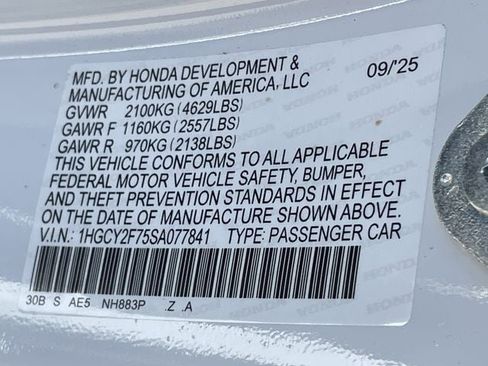 MFD. BY HONDA DEVELOPMENT &
MANUFACTURING OF AMERICA, LLC 09/25
GVWR 2100KG (4629LBS)
GAWR F 1160KG (2557LBS)
GAWR R 970KG (2138LBS)
THIS VEHICLE CONFORMS TO ALL APPLICABLE
FEDERAL MOTOR VEHICLE SAFETY, BUMPER,
AND THEFT PREVENTION STANDARDS IN EFFECT
ON THE DATE OF MANUFACTURE SHOWN ABOVE.
V.I.N. 1HGCY2F75SA077841 TYPE: PASSENGER CAR
30B S AE5 NH883P .Z .A